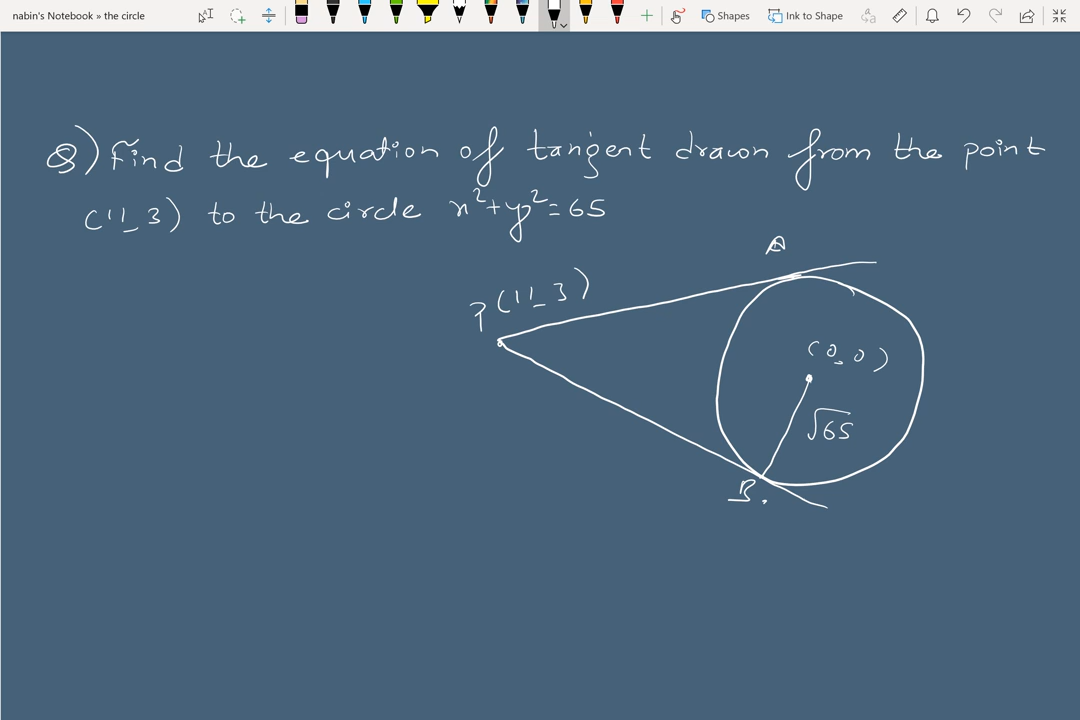 nabin's Notebook » the circle
Shapes
Ink to Shape
Q) Find the equation of tangent drawn from the point
(11, 3) to the circle x²+y²=65
A
P(11, 3)
(0, 0)
√65
B.